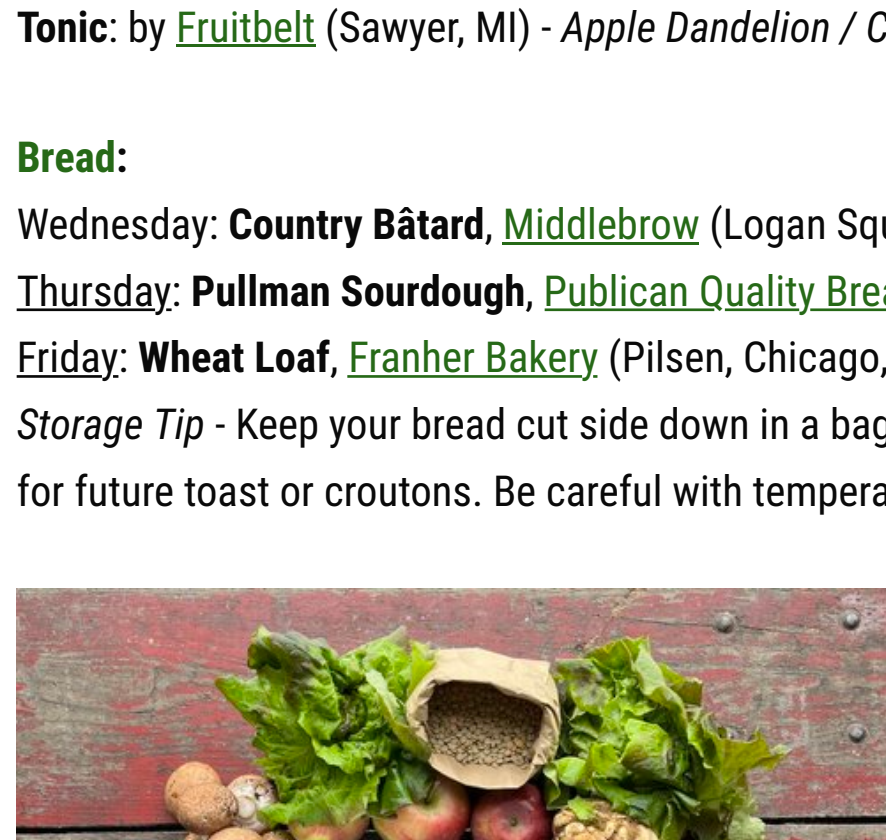 Tonic: by Fruitbelt (Sawyer, MI) - Apple Dandelion /
Bread:
Wednesday: Country Bâtard, Middlebrow (Logan
Thursday: Pullman Sourdough, Publican Quality
Friday: Wheat Loaf, Franher Bakery (Pilsen, Chicago,
Storage Tip - Keep your bread cut side down in a bag
for future toast or croutons. Be careful with